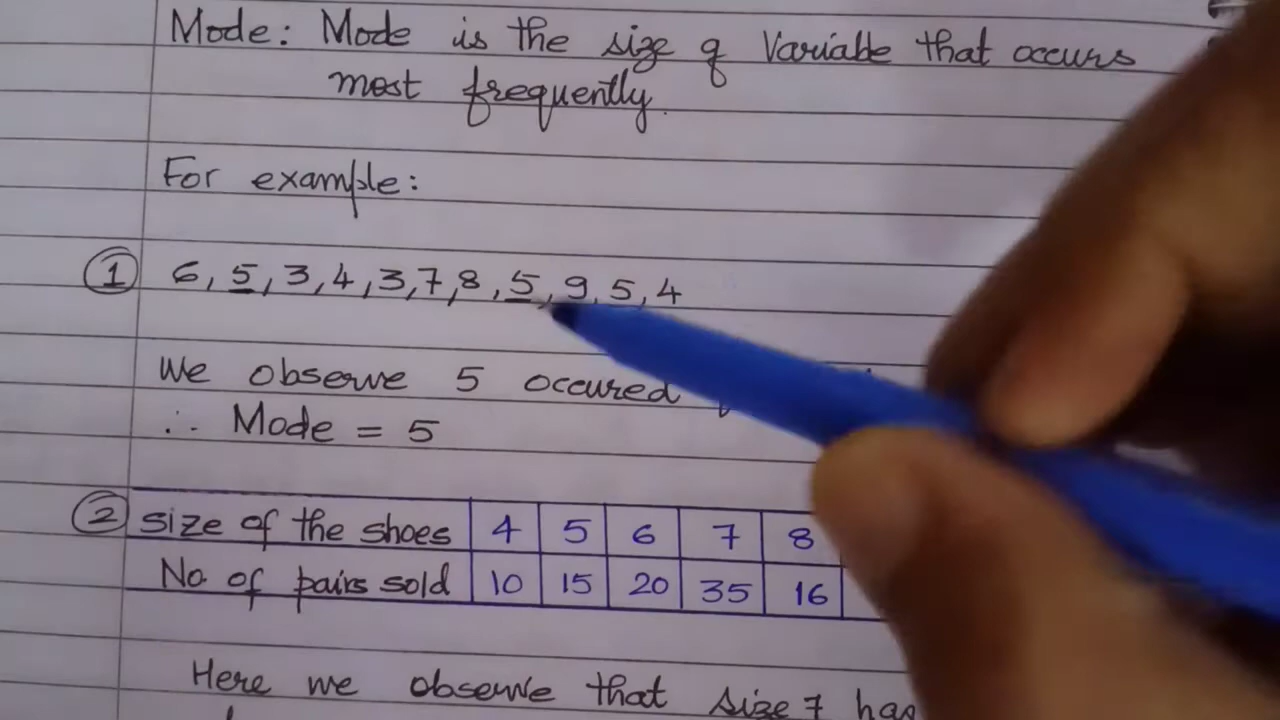 Mode: Mode is the size of Variable that occurs
most frequently.
For example:
① 6, 5, 3, 4, 3, 7, 8, 5, 9, 5, 4
We observe 5 occured
∴ Mode = 5
② size of the shoes 4 5 6 7 8
No. of pairs sold 10 15 20 35 16
Here we observe that size 7 has